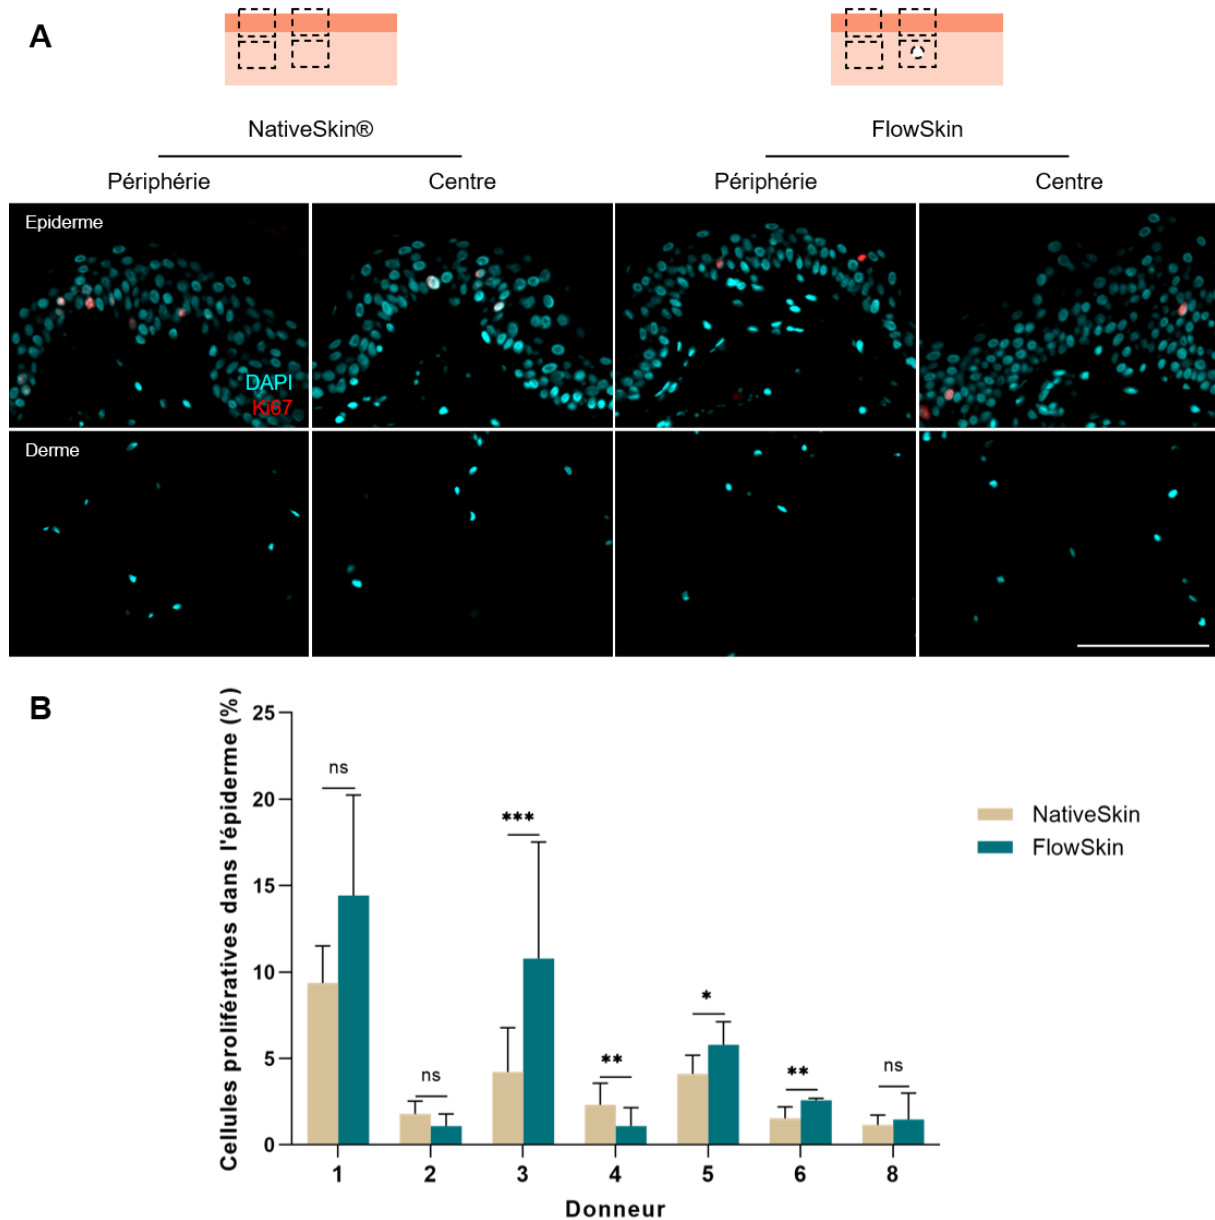 A
NativeSkin® FlowSkin
Périphérie Centre Périphérie Centre
Epiderme
DAPI
Ki67
Derme
B
Cellules prolifératives dans l'épiderme (%)
25
20
15
10
5
0
ns
ns
***
**
*
**
ns
1 2 3 4 5 6 8
Donneur
NativeSkin
FlowSkin